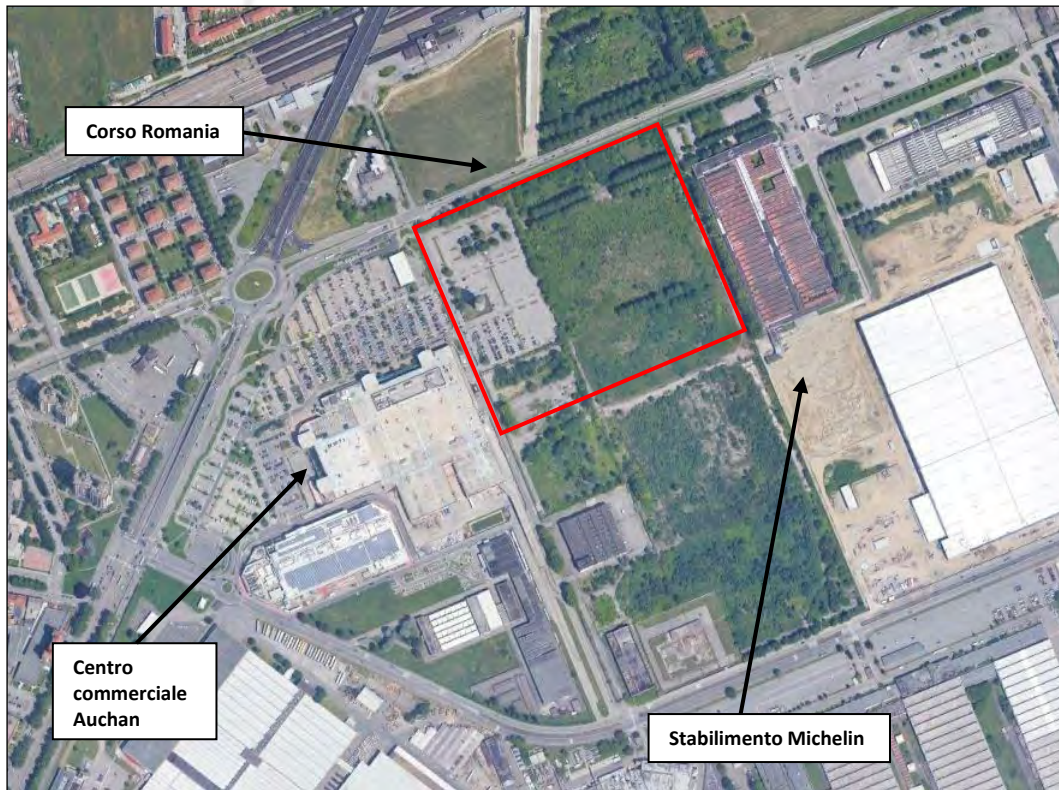 Corso Romania
Centro
commerciale
Auchan
Stabilimento Michelin